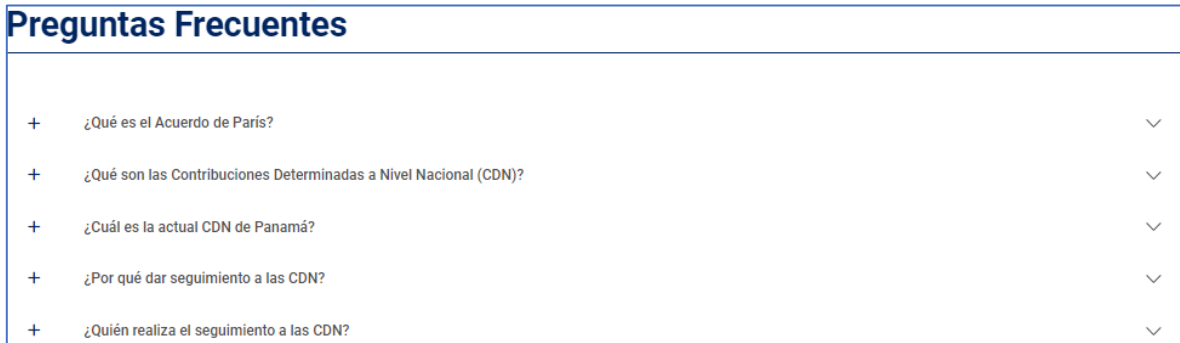 Preguntas Frecuentes
+ ¿Qué es el Acuerdo de París?
+ ¿Qué son las Contribuciones Determinadas a Nivel Nacional (CDN)?
+ ¿Cuál es la actual CDN de Panamá?
+ ¿Por qué dar seguimiento a las CDN?
+ ¿Quién realiza el seguimiento a las CDN?